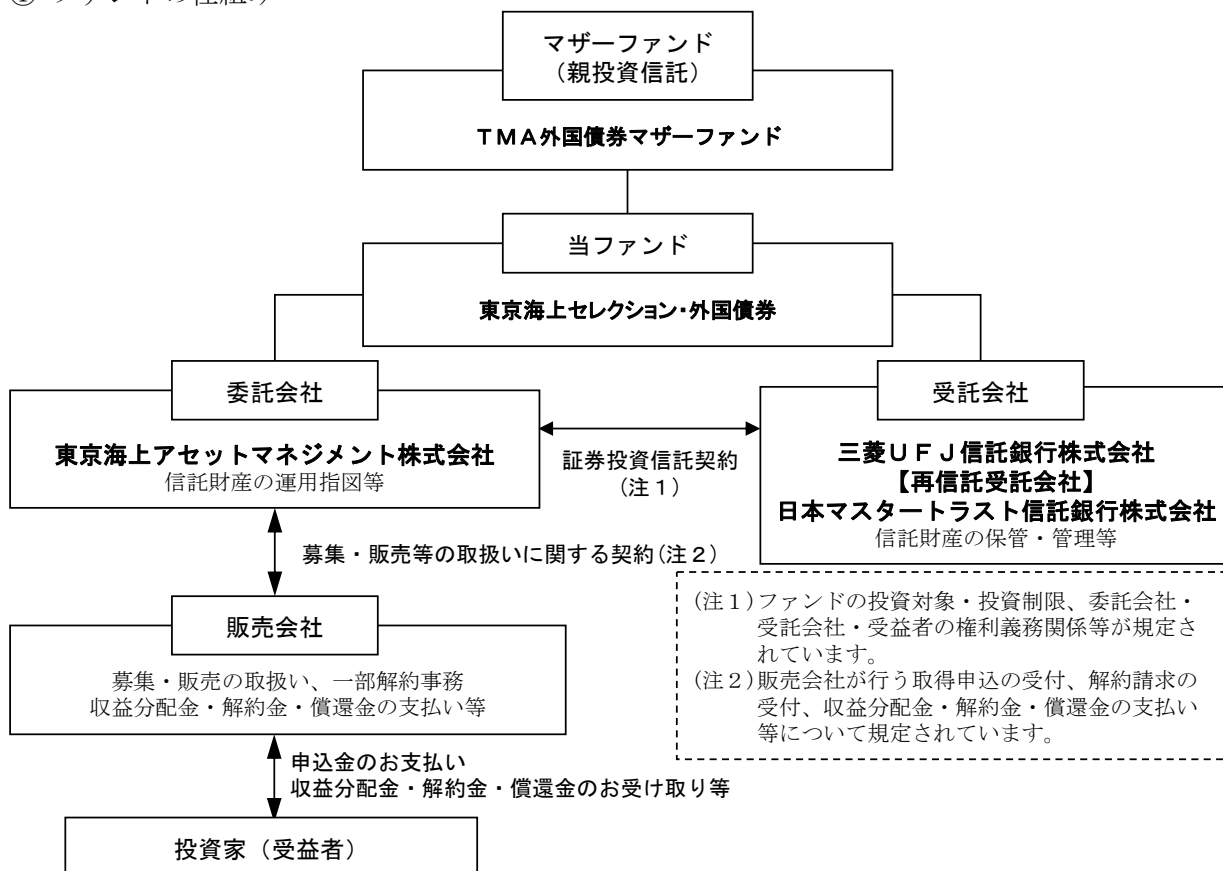 ① ファンドの仕組み
マザーファンド
（親投資信託）
ＴＭＡ外国債券マザーファンド
当ファンド
東京海上セレクション・外国債券
委託会社
東京海上アセットマネジメント株式会社
信託財産の運用指図等
証券投資信託契約
(注１)
受託会社
三菱ＵＦＪ信託銀行株式会社
【再信託受託会社】
日本マスタートラスト信託銀行株式会社
信託財産の保管・管理等
募集・販売等の取扱いに関する契約(注２)
販売会社
募集・販売の取扱い、一部解約事務
収益分配金・解約金・償還金の支払い等
(注１)ファンドの投資対象・投資制限、委託会社・
受託会社・受益者の権利義務関係等が規定さ
れています。
(注２)販売会社が行う取得申込の受付、解約請求の
受付、収益分配金・解約金・償還金の支払い
等について規定されています。
申込金のお支払い
収益分配金・解約金・償還金のお受け取り等
投資家（受益者）